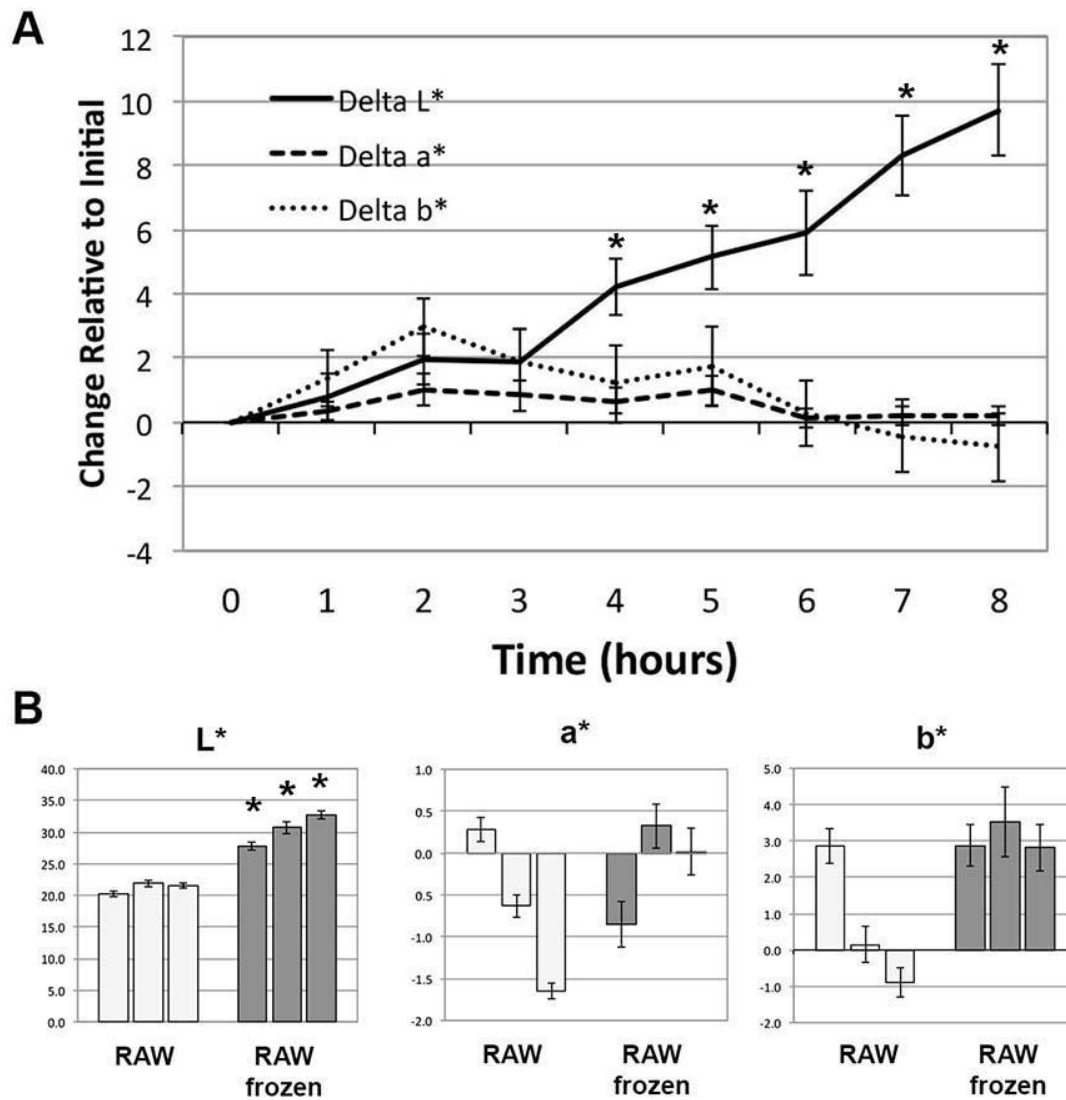 A
Change Relative to Initial
12
10
8
6
4
2
0
-2
-4
Delta L*
Delta a*
Delta b*
* * * * *
0 1 2 3 4 5 6 7 8
Time (hours)
B
L*
40.0
35.0
30.0
25.0
20.0
15.0
10.0
5.0
0.0
* * *
RAW
RAW
frozen
a*
1.0
0.5
0.0
0.5
-1.0
-1.5
-2.0
RAW
RAW
frozen
b*
5.0
4.0
3.0
2.0
1.0
0.0
-1.0
-2.0
RAW
RAW
frozen